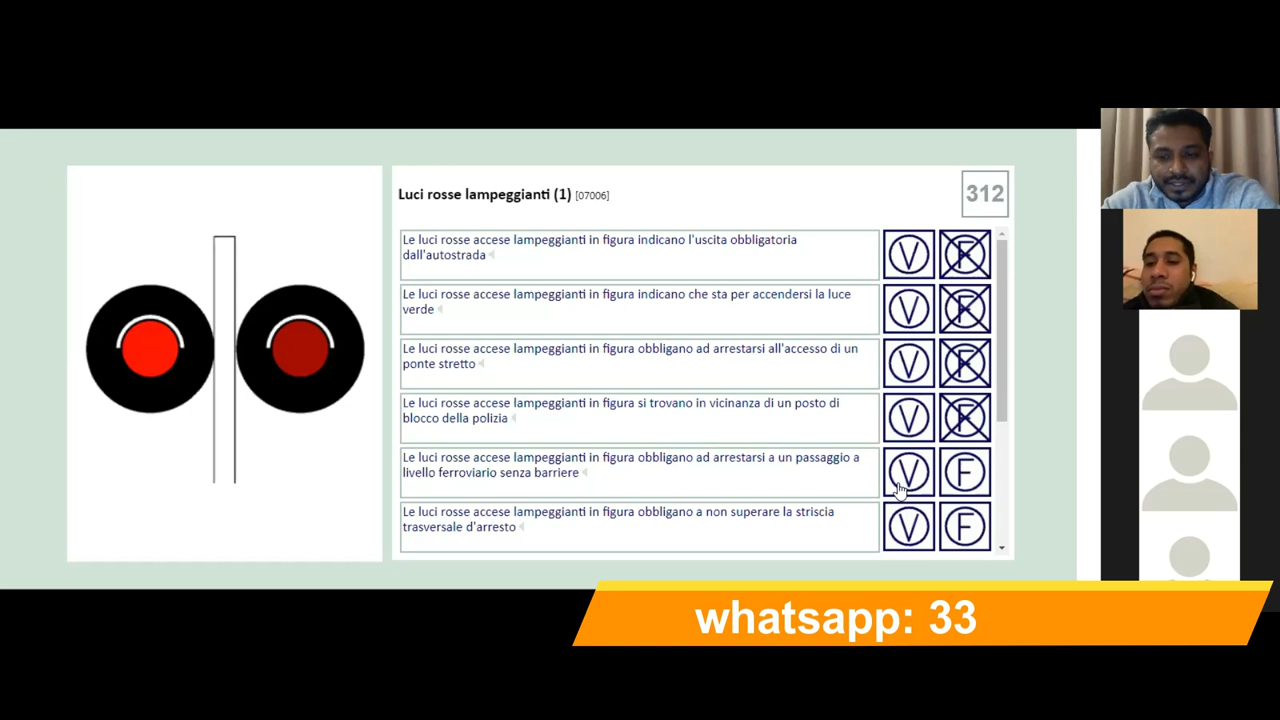 Luci rosse lampeggianti (1) [07006]
312
Le luci rosse accese lampeggianti in figura indicano l'uscita obbligatoria
dall'autostrada
V F
Le luci rosse accese lampeggianti in figura indicano che sta per accendersi la luce
verde
V F
Le luci rosse accese lampeggianti in figura obbligano ad arrestarsi all'accesso di un
ponte stretto
V F
Le luci rosse accese lampeggianti in figura si trovano in vicinanza di un posto di
blocco della polizia
V F
Le luci rosse accese lampeggianti in figura obbligano ad arrestarsi a un passaggio a
livello ferroviario senza barriere
V F
Le luci rosse accese lampeggianti in figura obbligano a non superare la striscia
trasversale d'arresto
V F
whatsapp: 33